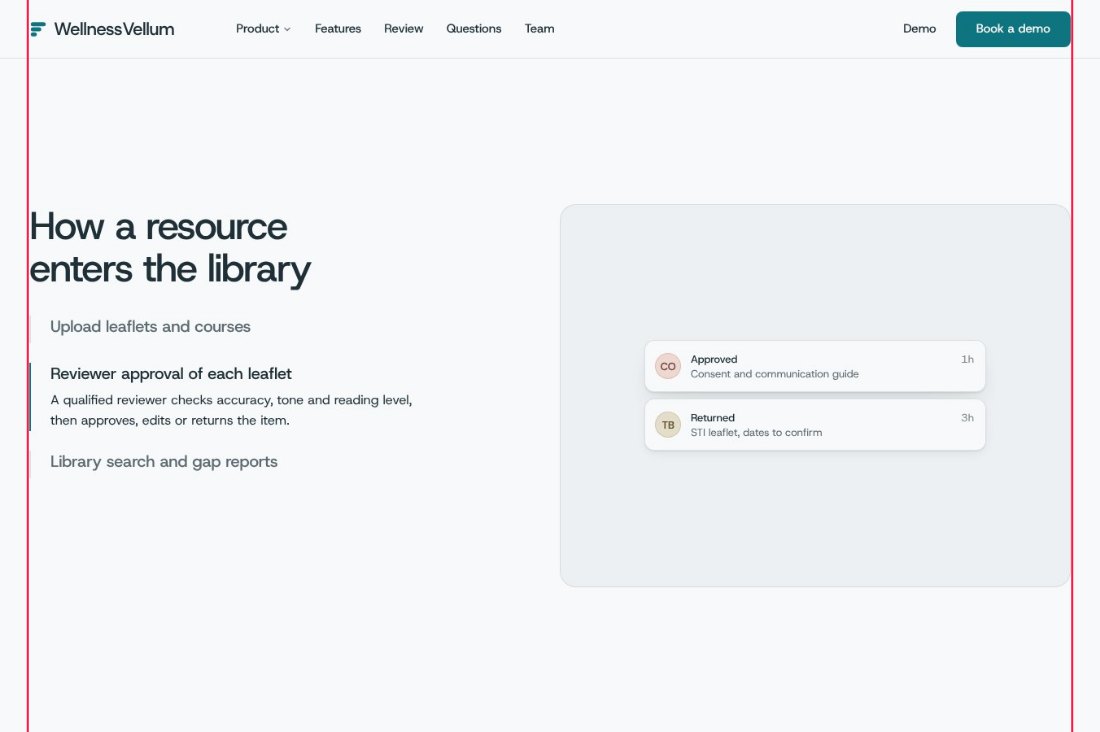 WellnessVellum
Product
Features
Review
Questions
Team
Demo
Book a demo
How a resource
enters the library
Upload leaflets and courses
Reviewer approval of each leaflet
A qualified reviewer checks accuracy, tone and reading level,
then approves, edits or returns the item.
Library search and gap reports
CO
Approved
1h
Consent and communication guide
TB
Returned
3h
STI leaflet, dates to confirm